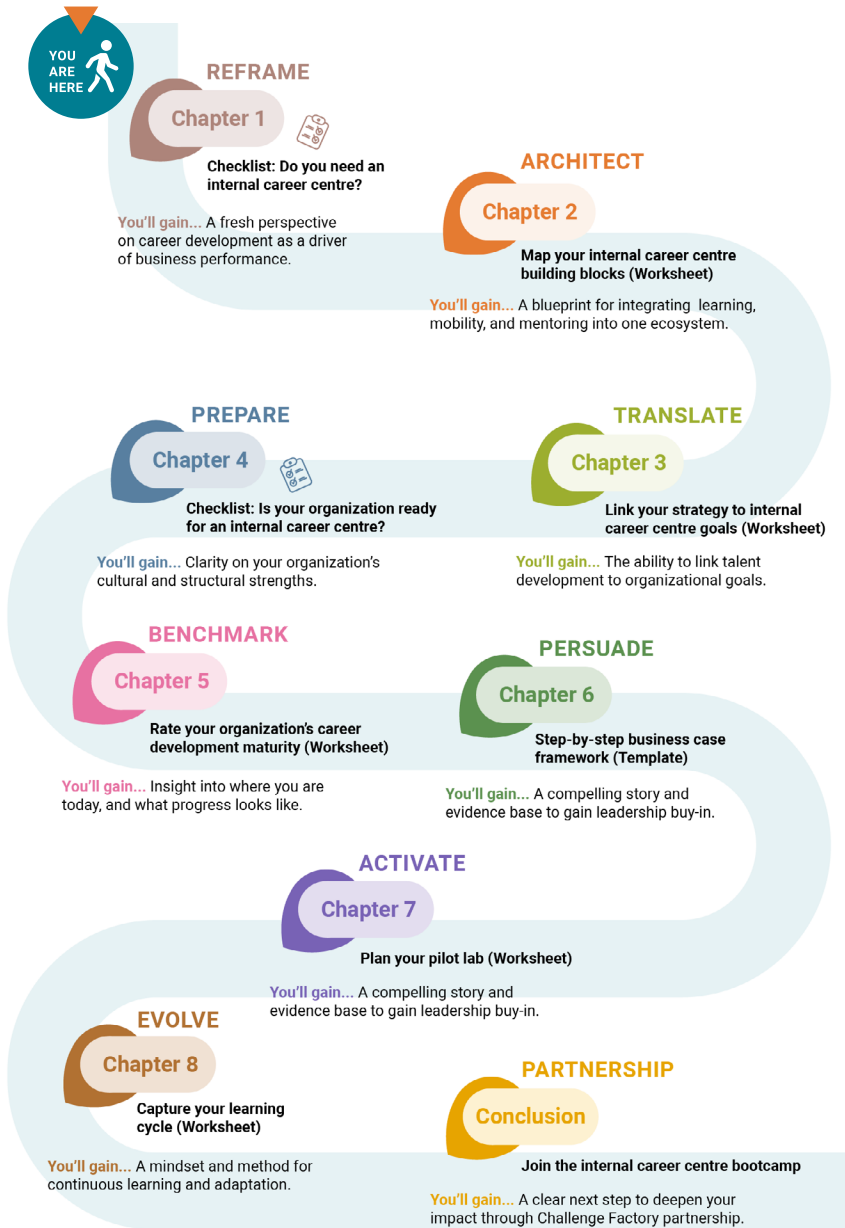 YOU
ARE
HERE
REFRAME
Chapter 1
Checklist: Do you need an
internal career centre?
You'll gain... A fresh perspective
on career development as a driver
of business performance.
ARCHITECT
Chapter 2
Map your internal career centre
building blocks (Worksheet)
You'll gain... A blueprint for integrating learning,
mobility, and mentoring into one ecosystem.
TRANSLATE
Chapter 3
Link your strategy to internal
career centre goals (Worksheet)
You'll gain... The ability to link talent
development to organizational goals.
PREPARE
Chapter 4
Checklist: Is your organization ready
for an internal career centre?
You'll gain... Clarity on your organization's
cultural and structural strengths.
BENCHMARK
Chapter 5
Rate your organization's career
development maturity (Worksheet)
You'll gain... Insight into where you are
today, and what progress looks like.
PERSUADE
Chapter 6
Step-by-step business case
framework (Template)
You'll gain... A compelling story and
evidence base to gain leadership buy-in.
ACTIVATE
Chapter 7
Plan your pilot lab (Worksheet)
You'll gain... A compelling story and
evidence base to gain leadership buy-in.
EVOLVE
Chapter 8
Capture your learning
cycle (Worksheet)
You'll gain... A mindset and method for
continuous learning and adaptation.
PARTNERSHIP
Conclusion
Join the internal career centre bootcamp
You'll gain... A clear next step to deepen your
impact through Challenge Factory partnership.